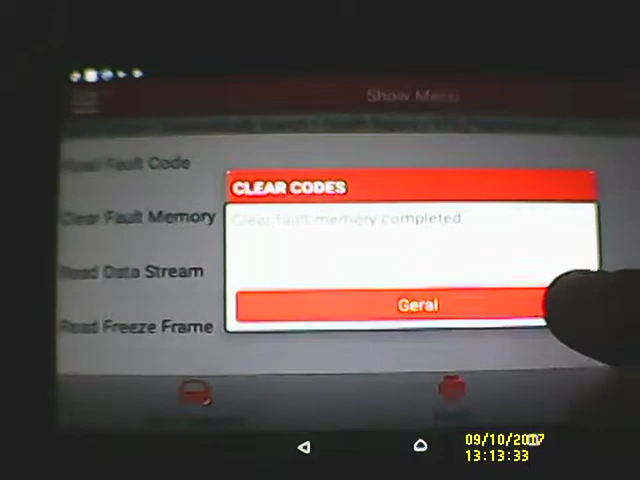 Show Menu
Read Fault Code
CLEAR CODES
Clear fault memory completed
Clear Fault Memory
Read Data Stream
Geral
Read Freeze Frame
09/10/2017
13:13:33